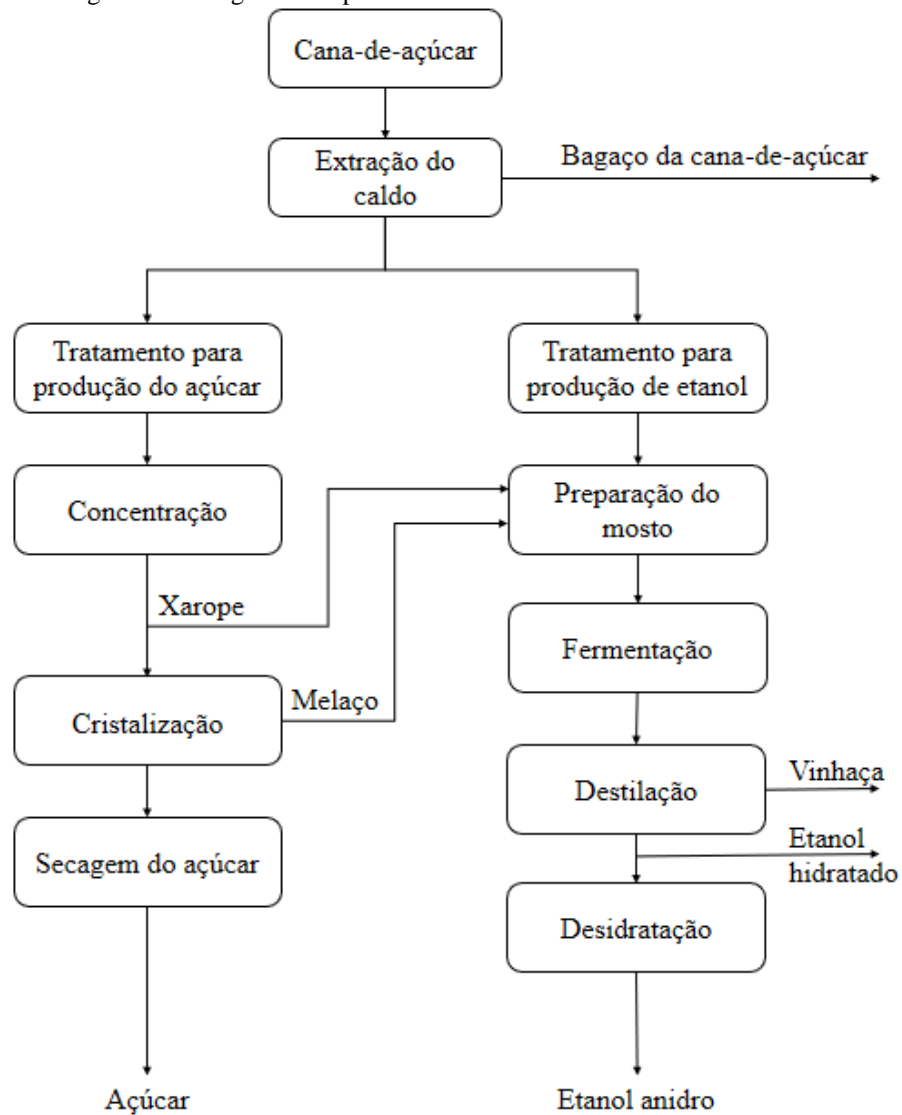 Cana-de-açúcar
Extração do
caldo
Bagaço da cana-de-açúcar
Tratamento para
produção do açúcar
Tratamento para
produção de etanol
Concentração
Preparação do
mosto
Xarope
Fermentação
Melaço
Cristalização
Destilação
Vinhaça
Etanol
hidratado
Secagem do açúcar
Desidratação
Açúcar
Etanol anidro